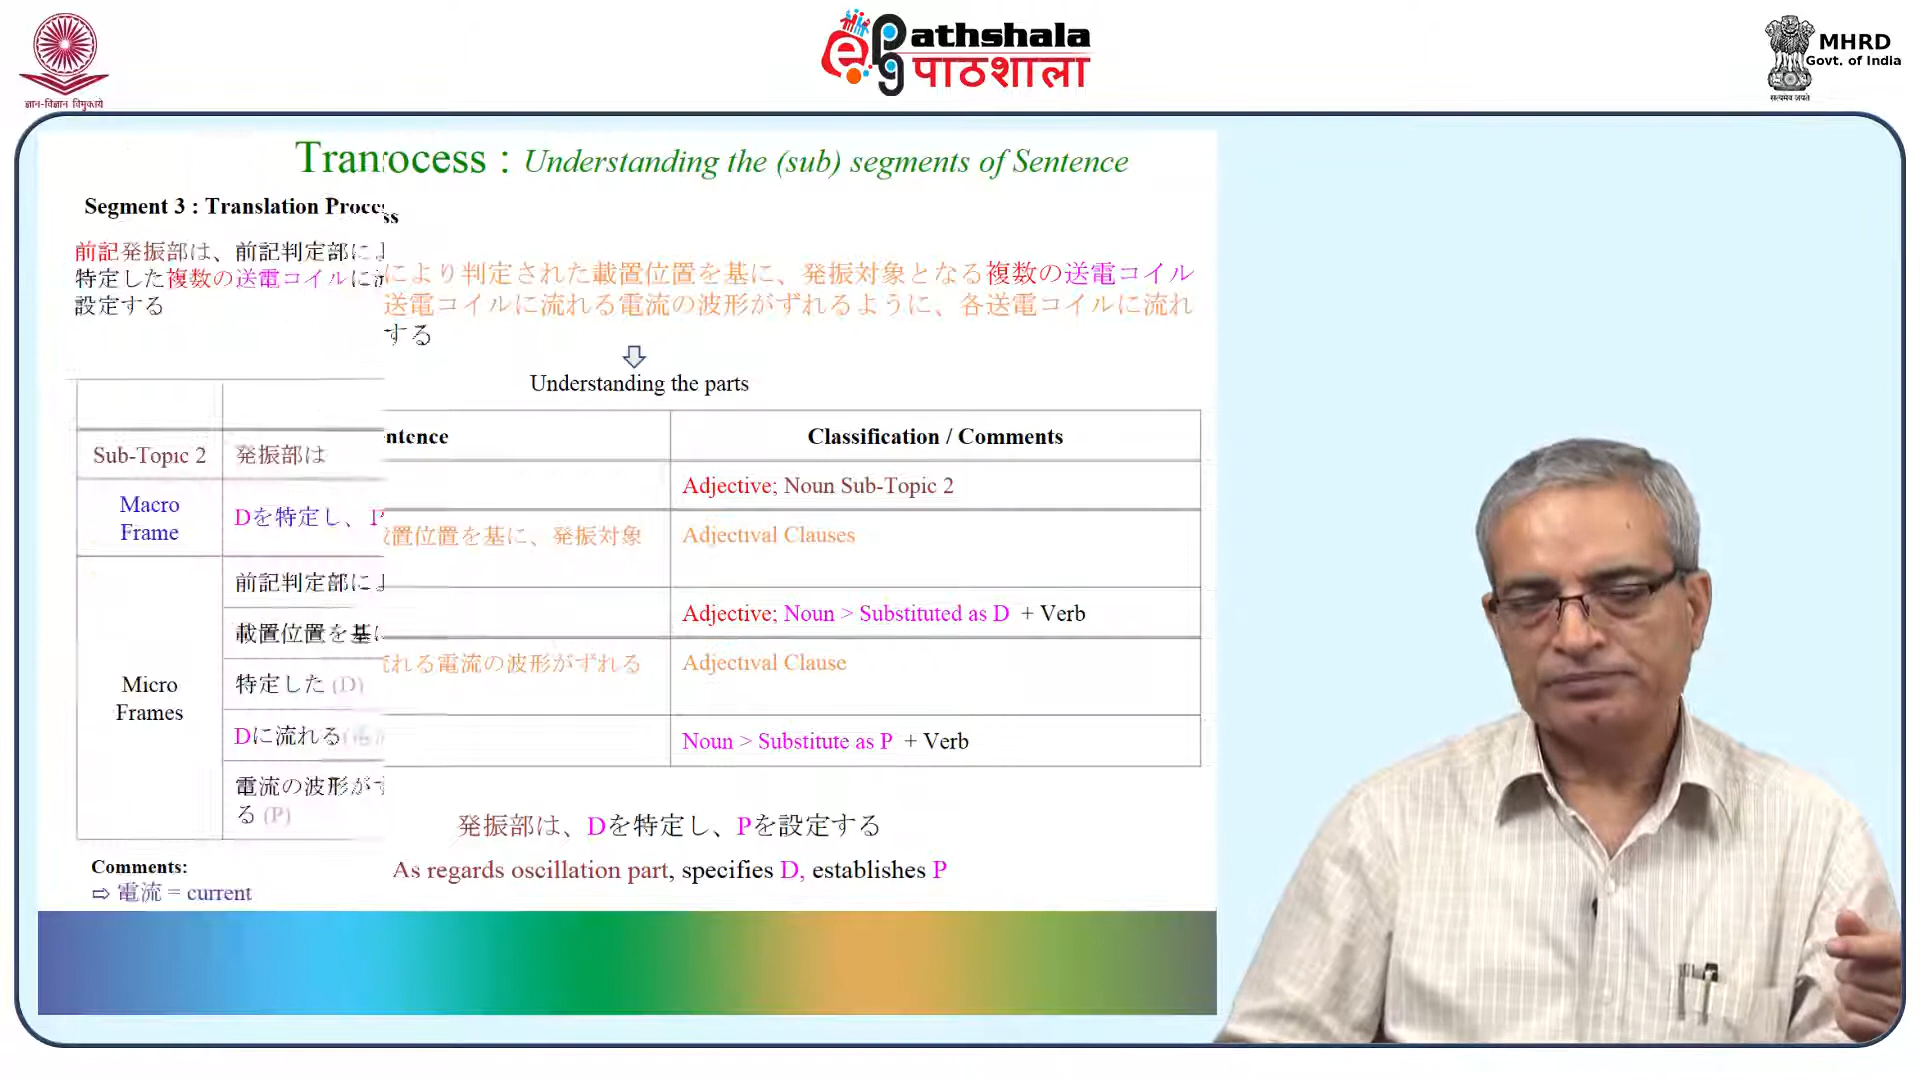 ज्ञान-विज्ञान विमुक्तये
ePathshala
पाठशाला
MHRD
Govt. of India
सत्यमेव जयते
Tran
ocess : Understanding the (sub) segments of Sentence
Segment 3 : Translation Proce
ss
前記発振部は、前記判定部に
特定した複数の送電コイルに
設定する
により判定された載置位置を基に、発振対象となる複数の送電コイル
送電コイルに流れる電流の波形がずれるように、各送電コイルに流れ
する
Understanding the parts
ntence
Classification / Comments
Sub-Topic 2
発振部は
Adjective; Noun Sub-Topic 2
Macro
Frame
Dを特定し、
置位置を基に、発振対象
Adjectival Clauses
Micro
Frames
前記判定部に
載置位置を基
特定した (D)
Dに流れる
電流の波形が
る (P)
Adjective; Noun > Substituted as D + Verb
れる電流の波形がずれる
Adjectival Clause
Noun > Substitute as P + Verb
発振部は、Dを特定し、Pを設定する
As regards oscillation part, specifies D, establishes P
Comments:
⇨ 電流 = current